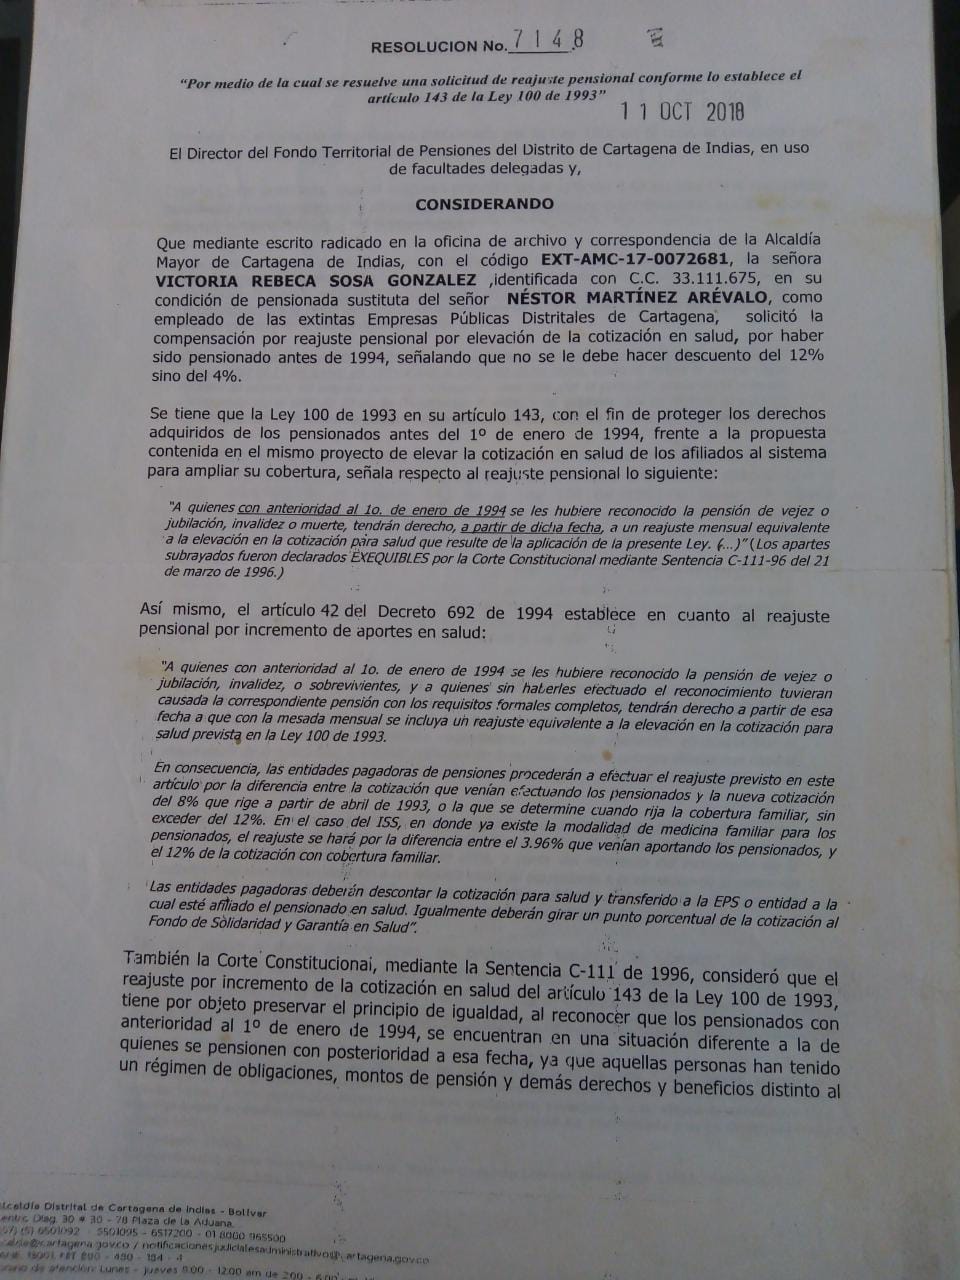 RESOLUCION No. 7148
"Por medio de la cual se resuelve una solicitud de reajuste pensional conforme lo establece el
artículo 143 de la Ley 100 de 1993"
11 OCT 2018
El Director del Fondo Territorial de Pensiones del Distrito de Cartagena de Indias, en uso
de facultades delegadas y,
CONSIDERANDO
Que mediante escrito radicado en la oficina de archivo y correspondencia de la Alcaldía
Mayor de Cartagena de Indias, con el código EXT-AMC-17-0072681, la señora
VICTORIA REBECA SOSA GONZALEZ ,identificada con C.C. 33.111.675, en su
condición de pensionada sustituta del señor NÉSTOR MARTÍNEZ ARÉVALO, como
empleado de las extintas Empresas Públicas Distritales de Cartagena, solicitó la
compensación por reajuste pensional por elevación de la cotización en salud, por haber
sido pensionado antes de 1994, señalando que no se le debe hacer descuento del 12%
sino del 4%.
Se tiene que la Ley 100 de 1993 en su artículo 143, con el fin de proteger los derechos
adquiridos de los pensionados antes del 1º de enero de 1994, frente a la propuesta
contenida en el mismo proyecto de elevar la cotización en salud de los afiliados al sistema
para ampliar su cobertura, señala respecto al reajuste pensional lo siguiente:
"A quienes con anterioridad al 1o. de enero de 1994 se les hubiere reconocido la pensión de vejez o
jubilación, invalidez o muerte, tendrán derecho, a partir de dicha fecha, a un reajuste mensual equivalente
a la elevación en la cotización para salud que resulte de la aplicación de la presente Ley. (...)" (Los apartes
subrayados fueron declarados EXEQUIBLES por la Corte Constitucional mediante Sentencia C-111-96 del 21
de marzo de 1996.)
Así mismo, el artículo 42 del Decreto 692 de 1994 establece en cuanto al reajuste
pensional por incremento de aportes en salud:
"A quienes con anterioridad al 1o. de enero de 1994 se les hubiere reconocido la pensión de vejez o
jubilación, invalidez, o sobrevivientes, y a quienes sin haberles efectuado el reconocimiento tuvieran
causada la correspondiente pensión con los requisitos formales completos, tendrán derecho a partir de esa
fecha a que con la mesada mensual se incluya un reajuste equivalente a la elevación en la cotización para
salud prevista en la Ley 100 de 1993.
En consecuencia, las entidades pagadoras de pensiones procederán a efectuar el reajuste previsto en este
artículo por la diferencia entre la cotización que venían efectuando los pensionados y la nueva cotización
del 8% que rige a partir de abril de 1993, o la que se determine cuando rija la cobertura familiar, sin
exceder del 12%. En el caso del ISS, en donde ya existe la modalidad de medicina familiar para los
pensionados, el reajuste se hará por la diferencia entre el 3.96% que venían aportando los pensionados, y
el 12% de la cotización con cobertura familiar.
Las entidades pagadoras deberán descontar la cotización para salud y transferido a la EPS o entidad a la
cual esté afiliado el pensionado en salud. Igualmente deberán girar un punto porcentual de la cotización al
Fondo de Solidaridad y Garantía en Salud".
También la Corte Constitucional, mediante la Sentencia C-111 de 1996, consideró que el
reajuste por incremento de la cotización en salud del artículo 143 de la Ley 100 de 1993,
tiene por objeto preservar el principio de igualdad, al reconocer que los pensionados con
anterioridad al 1º de enero de 1994, se encuentran en una situación diferente a la de
quienes se pensionen con posterioridad a esa fecha, ya que aquellas personas han tenido
un régimen de obligaciones, montos de pensión y demás derechos y beneficios distinto al
Alcaldía Distrital de Cartagena de Indias - Bolívar
Diag. 30 # 30 - 78 Plaza de la Aduana.
6501092 - 6501095 - 6517200 - 01 8000 965500
cartagena.gov.co / notificacionesjudicialesadministrativo@cartagena.gov.co
890 - 480 - 184 - 4
de atención: Lunes - jueves 8:00 - 12:00 am de 2:00 -